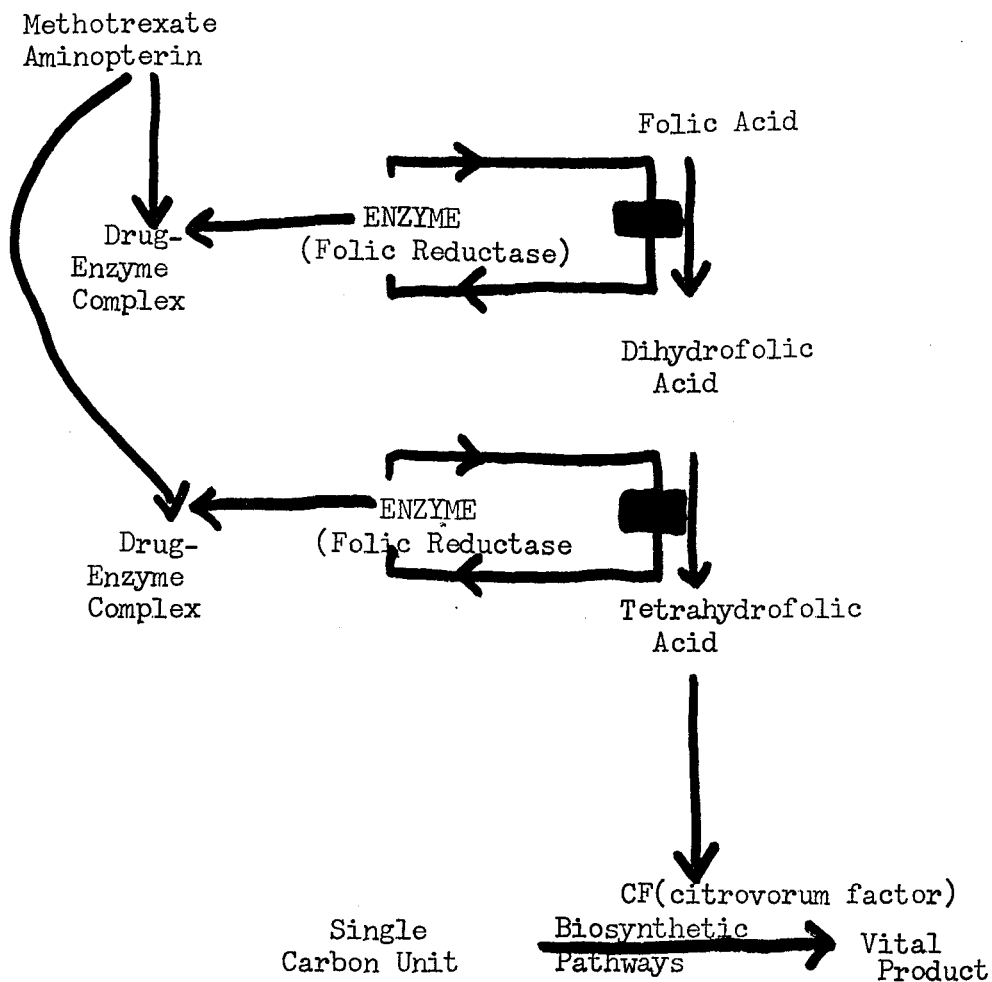 Methotrexate
Aminopterin
Folic Acid
ENZYME
(Folic Reductase)
Drug-
Enzyme
Complex
Dihydrofolic
Acid
ENZYME
(Folic Reductase
Drug-
Enzyme
Complex
Tetrahydrofolic
Acid
CF(citrovorum factor)
Single
Carbon Unit
Biosynthetic
Pathways
Vital
Product